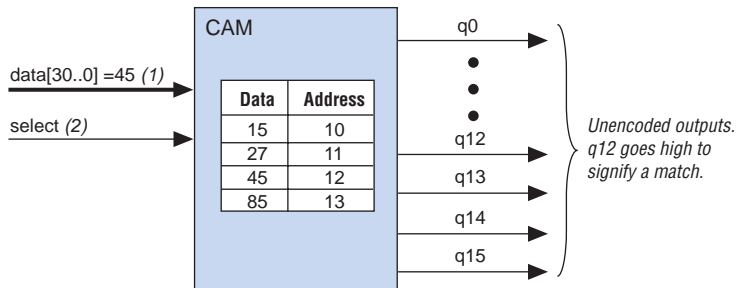 CAM
q0
data[30..0] =45 (1)
select (2)
Data Address
15 10
27 11
45 12
85 13
q12
q13
q14
q15
Unencoded outputs.
q12 goes high to
signify a match.